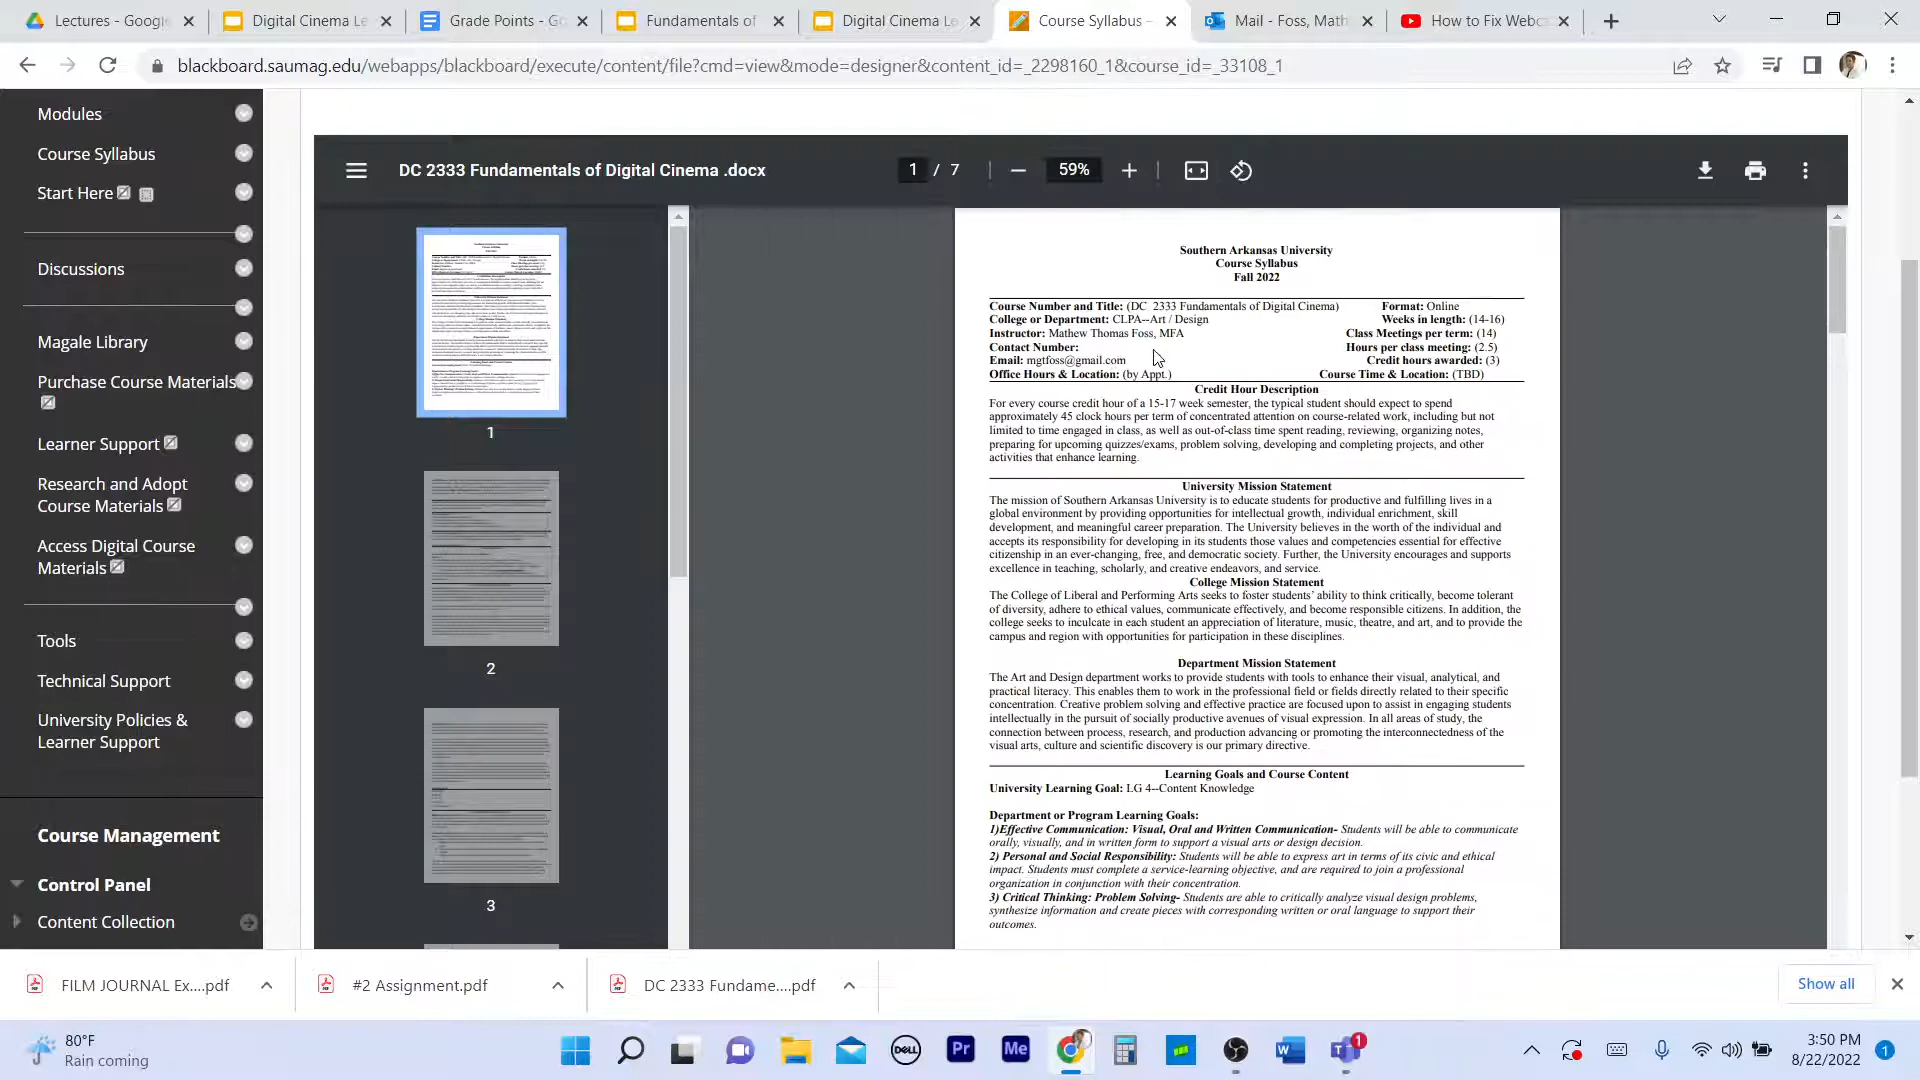 Lectures - Google
Digital Cinema Le
Grade Points - Go
Fundamentals of
Digital Cinema Le
Course Syllabus –
Mail - Foss, Math
How to Fix Webc
blackboard.saumag.edu/webapps/blackboard/execute/content/file?cmd=view&mode=designer&content_id=_2298160_1&course_id=_33108_1
Modules
Course Syllabus
Start Here
Discussions
Magale Library
Purchase Course Materials
Learner Support
Research and Adopt
Course Materials
Access Digital Course
Materials
Tools
Technical Support
University Policies &
Learner Support
Course Management
Control Panel
Content Collection
DC 2333 Fundamentals of Digital Cinema .docx
1 / 7
59%
1
2
3
Southern Arkansas University
Course Syllabus
Fall 2022
Course Number and Title: (DC 2333 Fundamentals of Digital Cinema) Format: Online
College or Department: CLPA--Art / Design Weeks in length: (14-16)
Instructor: Mathew Thomas Foss, MFA Class Meetings per term: (14)
Contact Number: Hours per class meeting: (2.5)
Email: mgtfoss@gmail.com Credit hours awarded: (3)
Office Hours & Location: (by Appt.) Course Time & Location: (TBD)
Credit Hour Description
For every course credit hour of a 15-17 week semester, the typical student should expect to spend
approximately 45 clock hours per term of concentrated attention on course-related work, including but not
limited to time engaged in class, as well as out-of-class time spent reading, reviewing, organizing notes,
preparing for upcoming quizzes/exams, problem solving, developing and completing projects, and other
activities that enhance learning.
University Mission Statement
The mission of Southern Arkansas University is to educate students for productive and fulfilling lives in a
global environment by providing opportunities for intellectual growth, individual enrichment, skill
development, and meaningful career preparation. The University believes in the worth of the individual and
accepts its responsibility for developing in its students those values and competencies essential for effective
citizenship in an ever-changing, free, and democratic society. Further, the University encourages and supports
excellence in teaching, scholarly, and creative endeavors, and service.
College Mission Statement
The College of Liberal and Performing Arts seeks to foster students' ability to think critically, become tolerant
of diversity, adhere to ethical values, communicate effectively, and become responsible citizens. In addition, the
college seeks to inculcate in each student an appreciation of literature, music, theatre, and art, and to provide the
campus and region with opportunities for participation in these disciplines.
Department Mission Statement
The Art and Design department works to provide students with tools to enhance their visual, analytical, and
practical literacy. This enables them to work in the professional field or fields directly related to their specific
concentration. Creative problem solving and effective practice are focused upon to assist in engaging students
intellectually in the pursuit of socially productive avenues of visual expression. In all areas of study, the
connection between process, research, and production advancing or promoting the interconnectedness of the
visual arts, culture and scientific discovery is our primary directive.
Learning Goals and Course Content
University Learning Goal: LG 4--Content Knowledge
Department or Program Learning Goals:
1)Effective Communication: Visual, Oral and Written Communication- Students will be able to communicate
orally, visually, and in written form to support a visual arts or design decision.
2) Personal and Social Responsibility: Students will be able to express art in terms of its civic and ethical
impact. Students must complete a service-learning objective, and are required to join a professional
organization in conjunction with their concentration.
3) Critical Thinking: Problem Solving- Students are able to critically analyze visual design problems,
synthesize information and create pieces with corresponding written or oral language to support their
outcomes.
FILM JOURNAL Ex....pdf
#2 Assignment.pdf
DC 2333 Fundame....pdf
Show all
80°F
Rain coming
DELL
Pr
Me
W
1
3:50 PM
8/22/2022
1